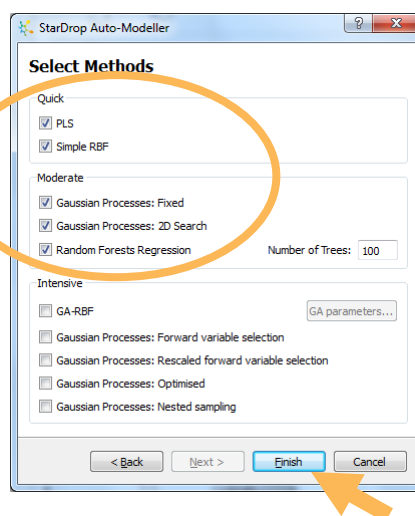 StarDrop Auto-Modeller
Select Methods
Quick
PLS
Simple RBF
Moderate
Gaussian Processes: Fixed
Gaussian Processes: 2D Search
Random Forests Regression Number of Trees: 100
Intensive
GA-RBF GA parameters...
Gaussian Processes: Forward variable selection
Gaussian Processes: Rescaled forward variable selection
Gaussian Processes: Optimised
Gaussian Processes: Nested sampling
< Back Next > Finish Cancel